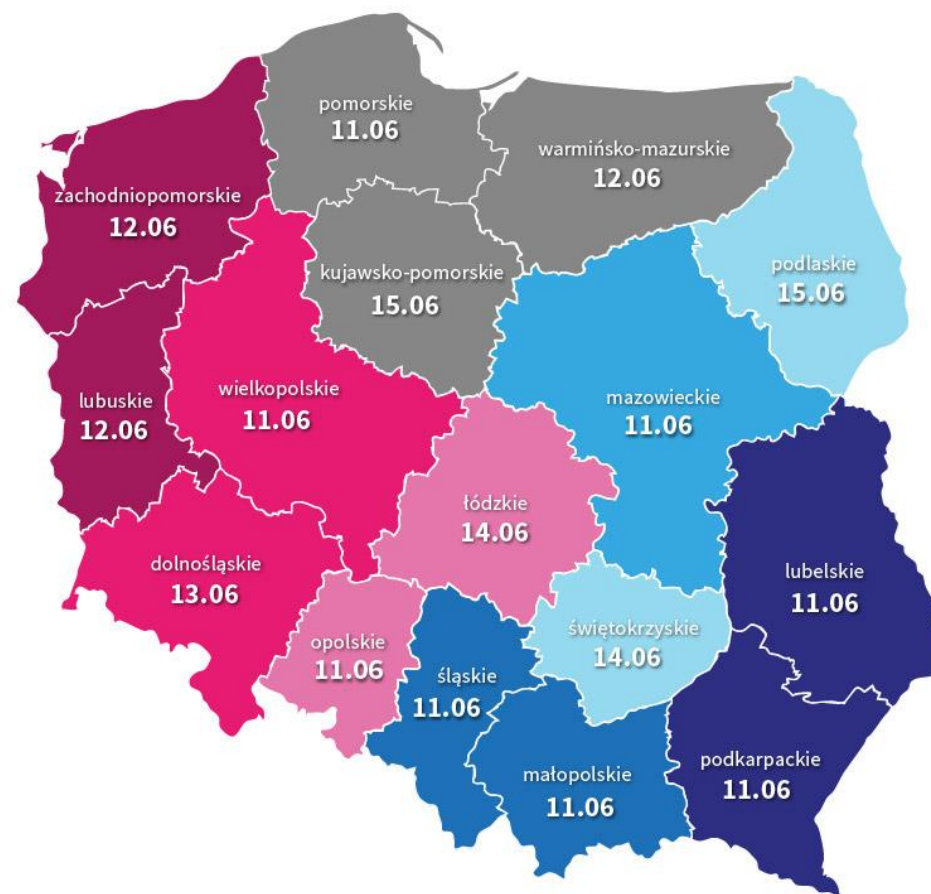 pomorskie
11.06
warmińsko-mazurskie
12.06
zachodniopomorskie
12.06
kujawsko-pomorskie
15.06
podlaskie
15.06
lubuskie
12.06
wielkopolskie
11.06
mazowieckie
11.06
łódzkie
14.06
dolnośląskie
13.06
lubelskie
11.06
opolskie
11.06
świętokrzyskie
14.06
śląskie
11.06
małopolskie
11.06
podkarpackie
11.06